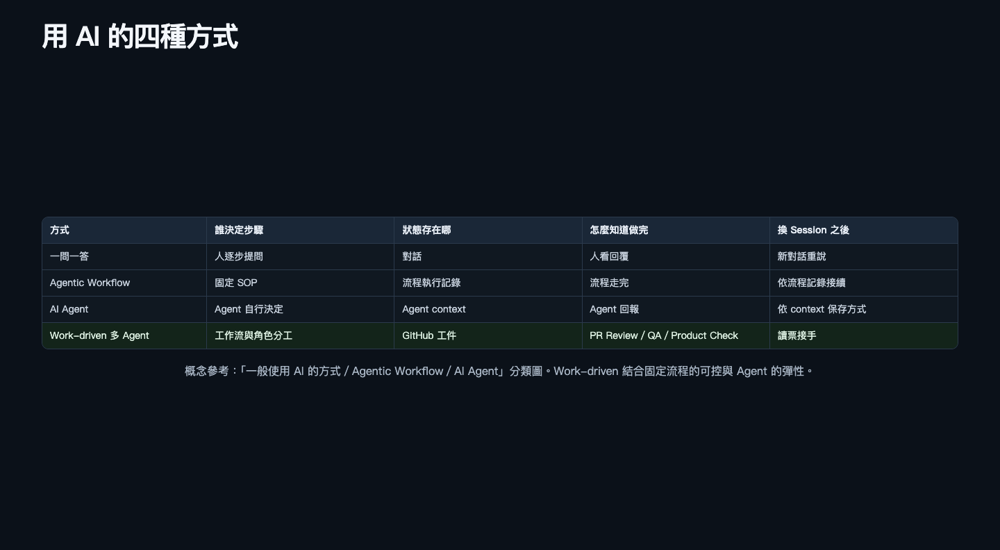 用 AI 的四種方式
方式 誰決定步驟 狀態存在哪 怎麼知道做完 換 Session 之後
一問一答 人逐步提問 對話 人看回覆 新對話重說
Agentic Workflow 固定 SOP 流程執行記錄 流程走完 依流程記錄接續
AI Agent Agent 自行決定 Agent context Agent 回報 依 context 保存方式
Work-driven 多 Agent 工作流與角色分工 GitHub 工件 PR Review / QA / Product Check 讀票接手
概念參考：「一般使用 AI 的方式 / Agentic Workflow / AI Agent」分類圖。Work-driven 結合固定流程的可控與 Agent 的彈性。